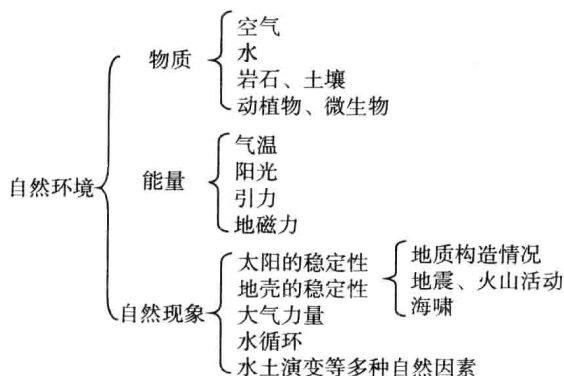 自然环境
物质
空气
水
岩石、土壤
动植物、微生物
能量
气温
阳光
引力
地磁力
自然现象
太阳的稳定性
地壳的稳定性
地质构造情况
地震、火山活动
海啸
大气力量
水循环
水土演变等多种自然因素